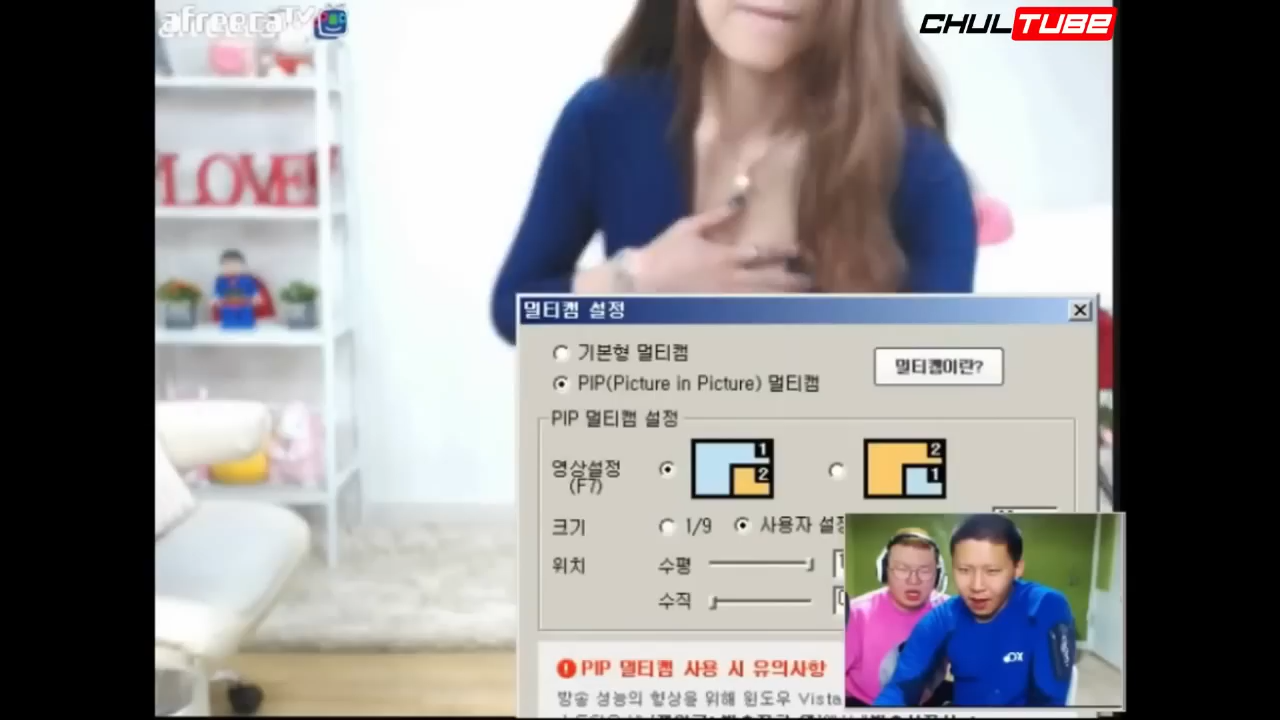 afreecaTV
CHULTUBE
LOVE
멀티캠 설정
기본형 멀티캠
멀티캠이란?
PIP(Picture in Picture) 멀티캠
PIP 멀티캠 설정
영상설정
(F7)
1
2
2
1
크기
1/9
사용자 설정
위치
수평
수직
PIP 멀티캠 사용 시 유의사항
방송 성능의 향상을 위해 윈도우 Vista